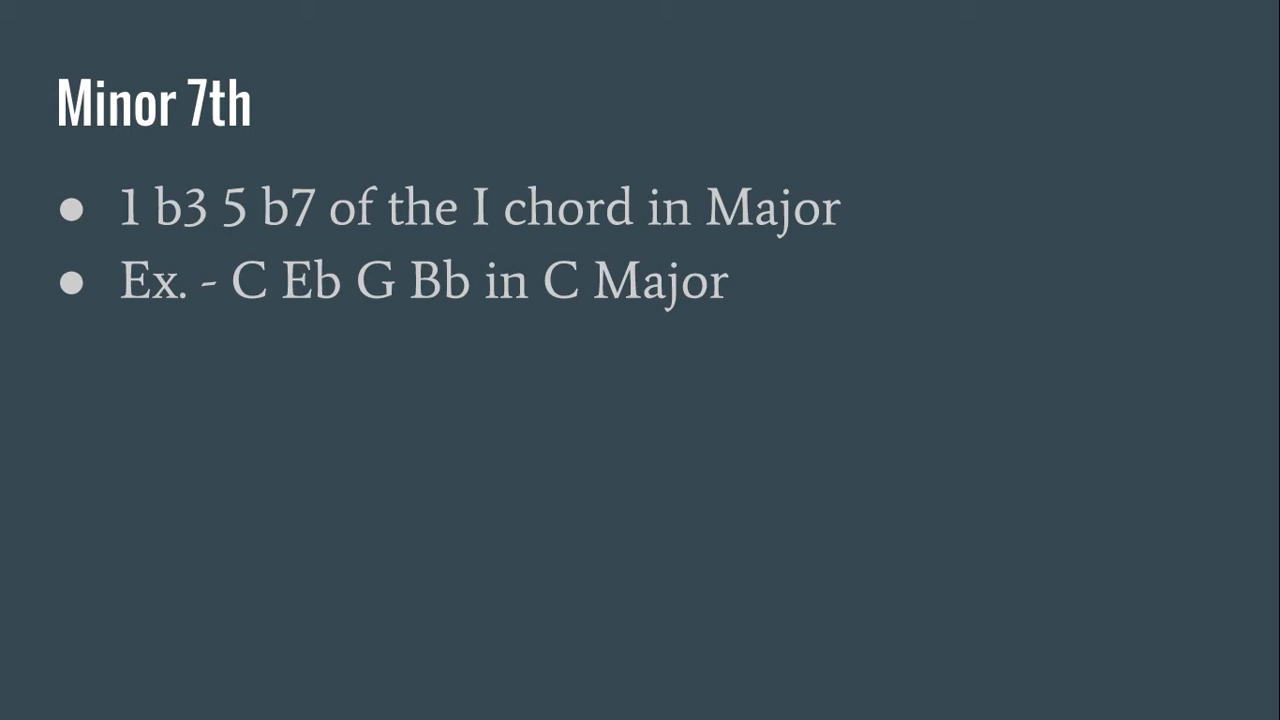 Minor 7th
● 1 b3 5 b7 of the I chord in Major
● Ex. - C Eb G Bb in C Major